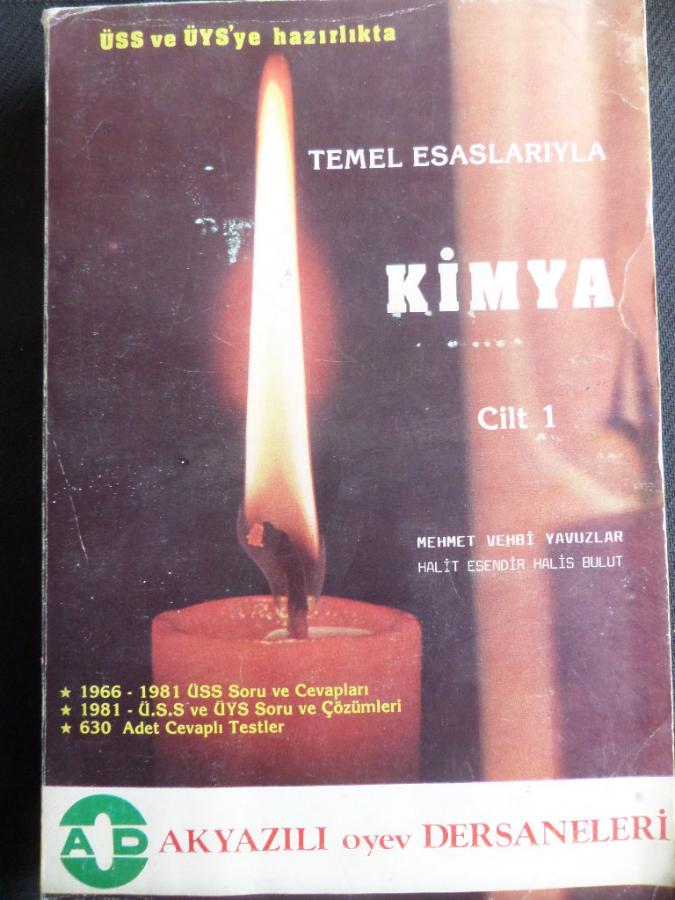 ÜSS ve ÜYS'ye hazırlıkta
TEMEL ESASLARIYLA
KİMYA
Cilt 1
MEHMET VEHBİ YAVUZLAR
HALİT ESENDİR HALİS BULUT
★ 1966 - 1981 ÜSS Soru ve Cevapları
★ 1981 - Ü.S.S ve ÜYS Soru ve Çözümleri
★ 630 Adet Cevaplı Testler
AOD AKYAZILI oyev DERSANELERİ